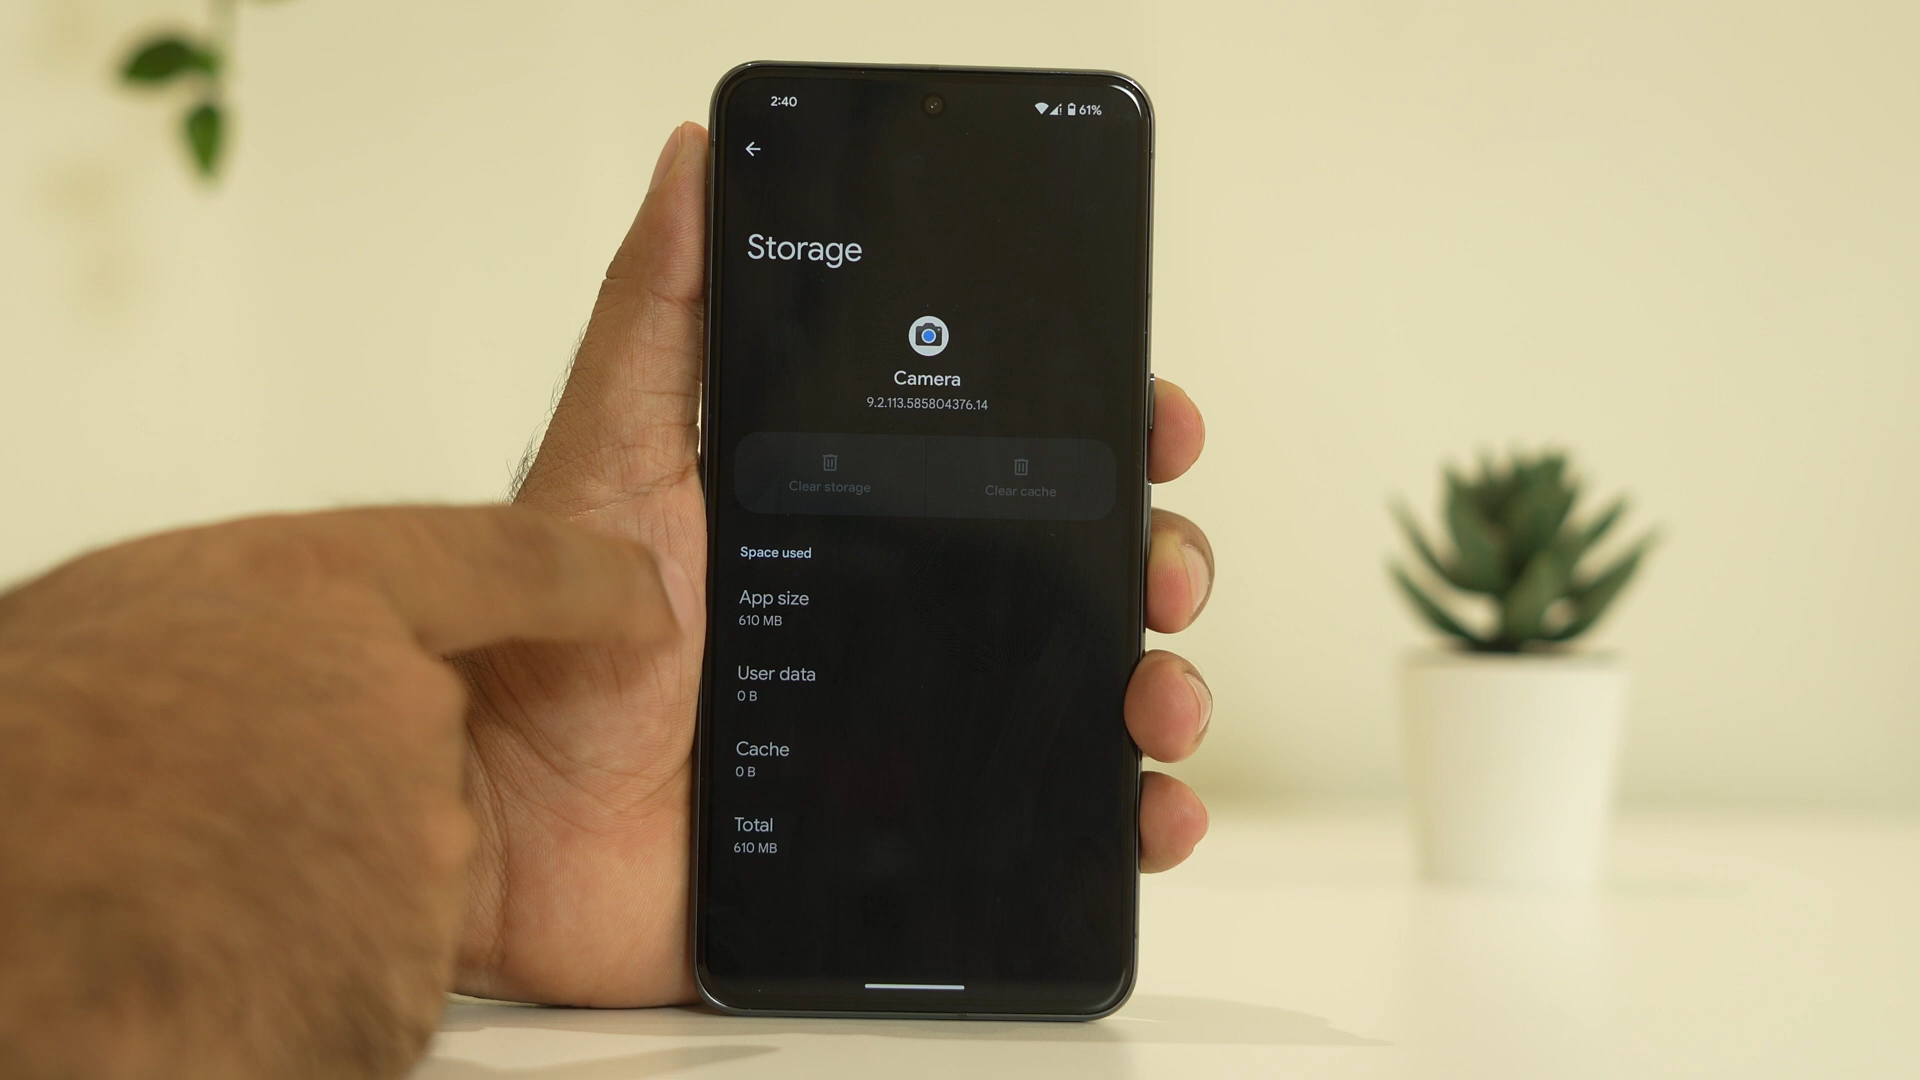 2:40
61%
Storage
Camera
9.2.113.585804376.14
Clear storage
Clear cache
Space used
App size
610 MB
User data
0 B
Cache
0 B
Total
610 MB